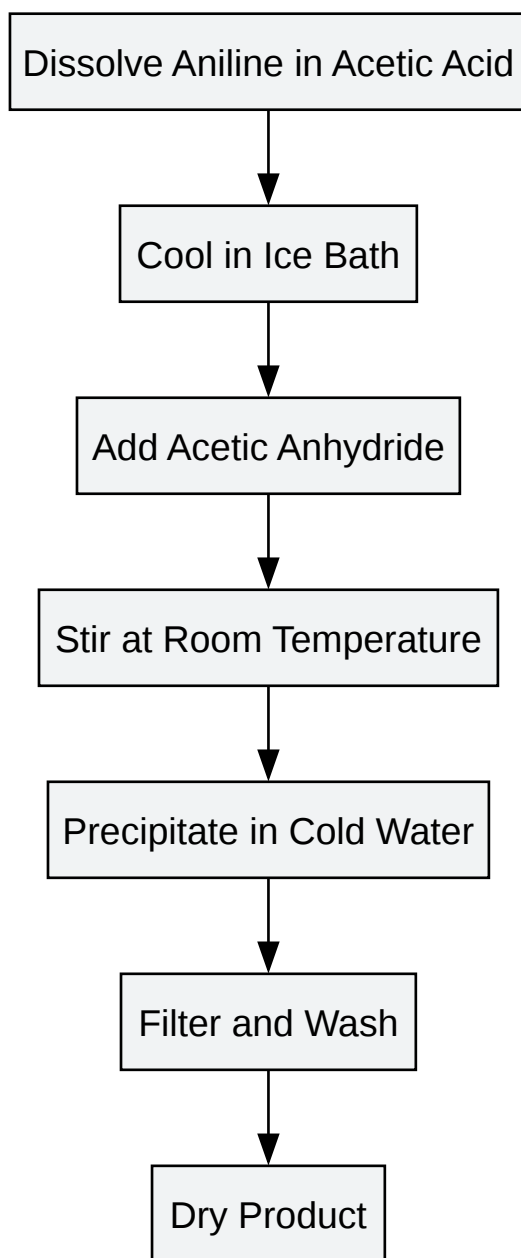 Dissolve Aniline in Acetic Acid
Cool in Ice Bath
Add Acetic Anhydride
Stir at Room Temperature
Precipitate in Cold Water
Filter and Wash
Dry Product